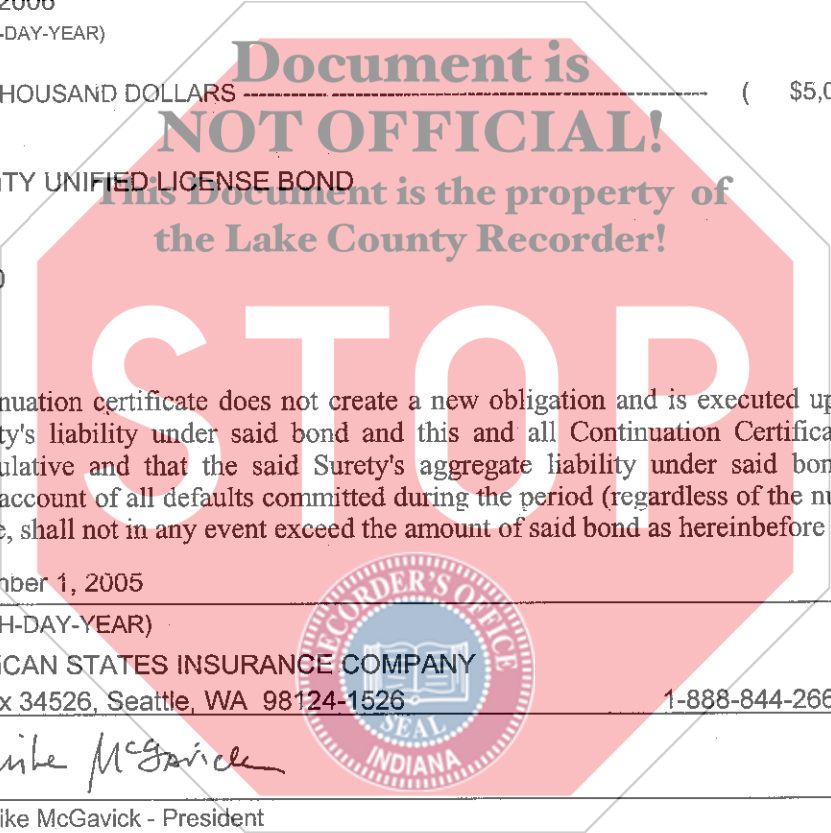 2006
-DAY-YEAR)
Document is
HOUSAND DOLLARS ---------------------------------------------------------------- ( $5,0
NOT OFFICIAL!
TY UNIFIED LICENSE BOND
This Document is the property of
the Lake County Recorder!
STOP
nuation certificate does not create a new obligation and is executed up
ty's liability under said bond and this and all Continuation Certifica
ulative and that the said Surety's aggregate liability under said bon
account of all defaults committed during the period (regardless of the nu
e, shall not in any event exceed the amount of said bond as hereinbefore
nber 1, 2005
H-DAY-YEAR)
RECORDER'S OFFICE
ICAN STATES INSURANCE COMPANY
x 34526, Seattle, WA 98124-1526 1-888-844-266
SEAL
INDIANA
Mike McGavick
ike McGavick - President